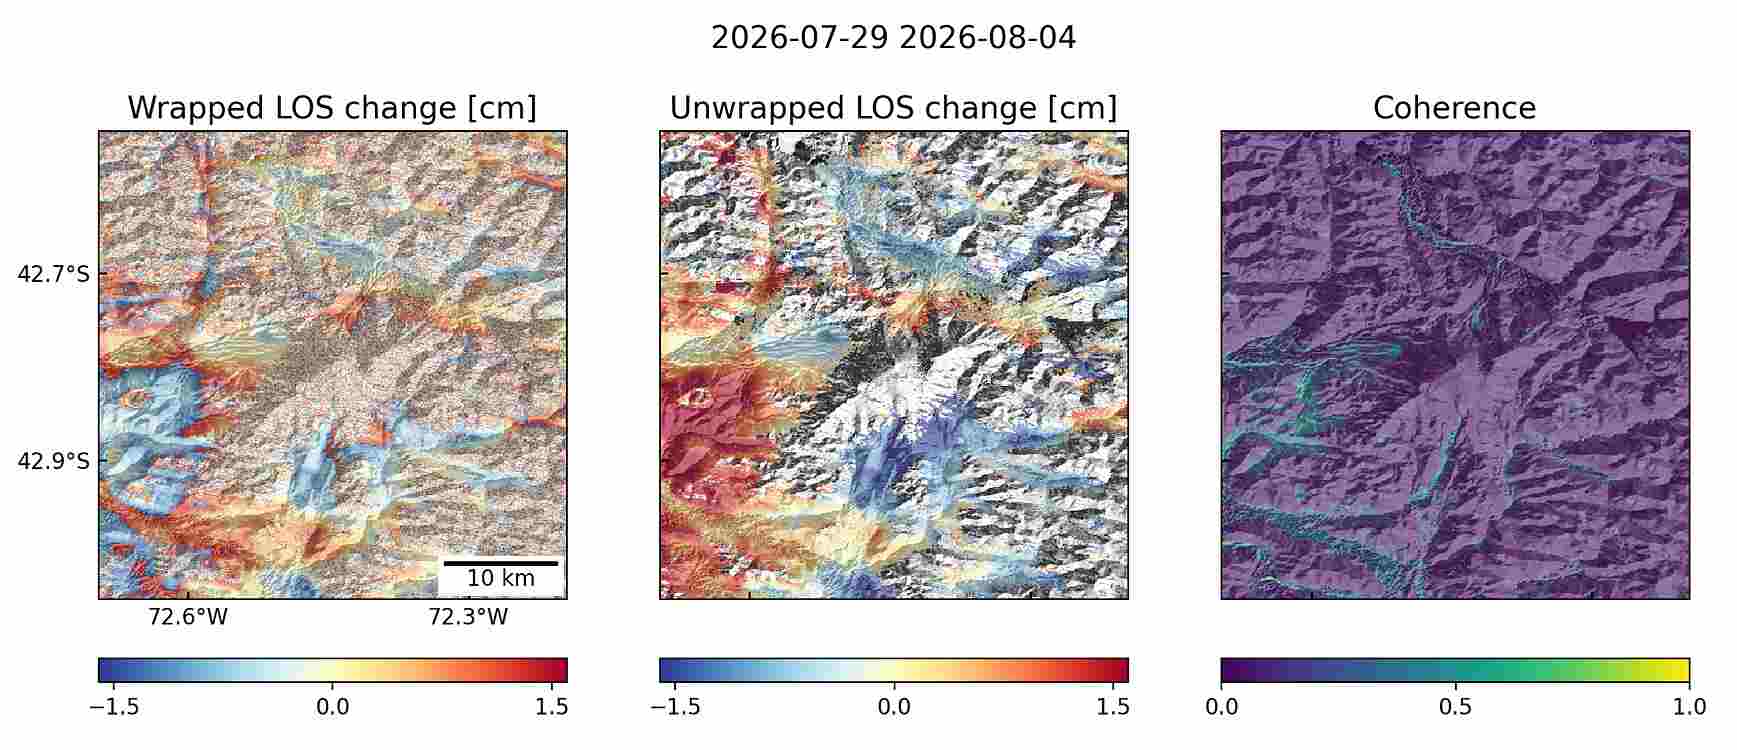 2026-07-29 2026-08-04
Wrapped LOS change [cm]
Unwrapped LOS change [cm]
Coherence
42.7°S
42.9°S
10 km
72.6°W
72.3°W
−1.5
0.0
1.5
−1.5
0.0
1.5
0.0
0.5
1.0